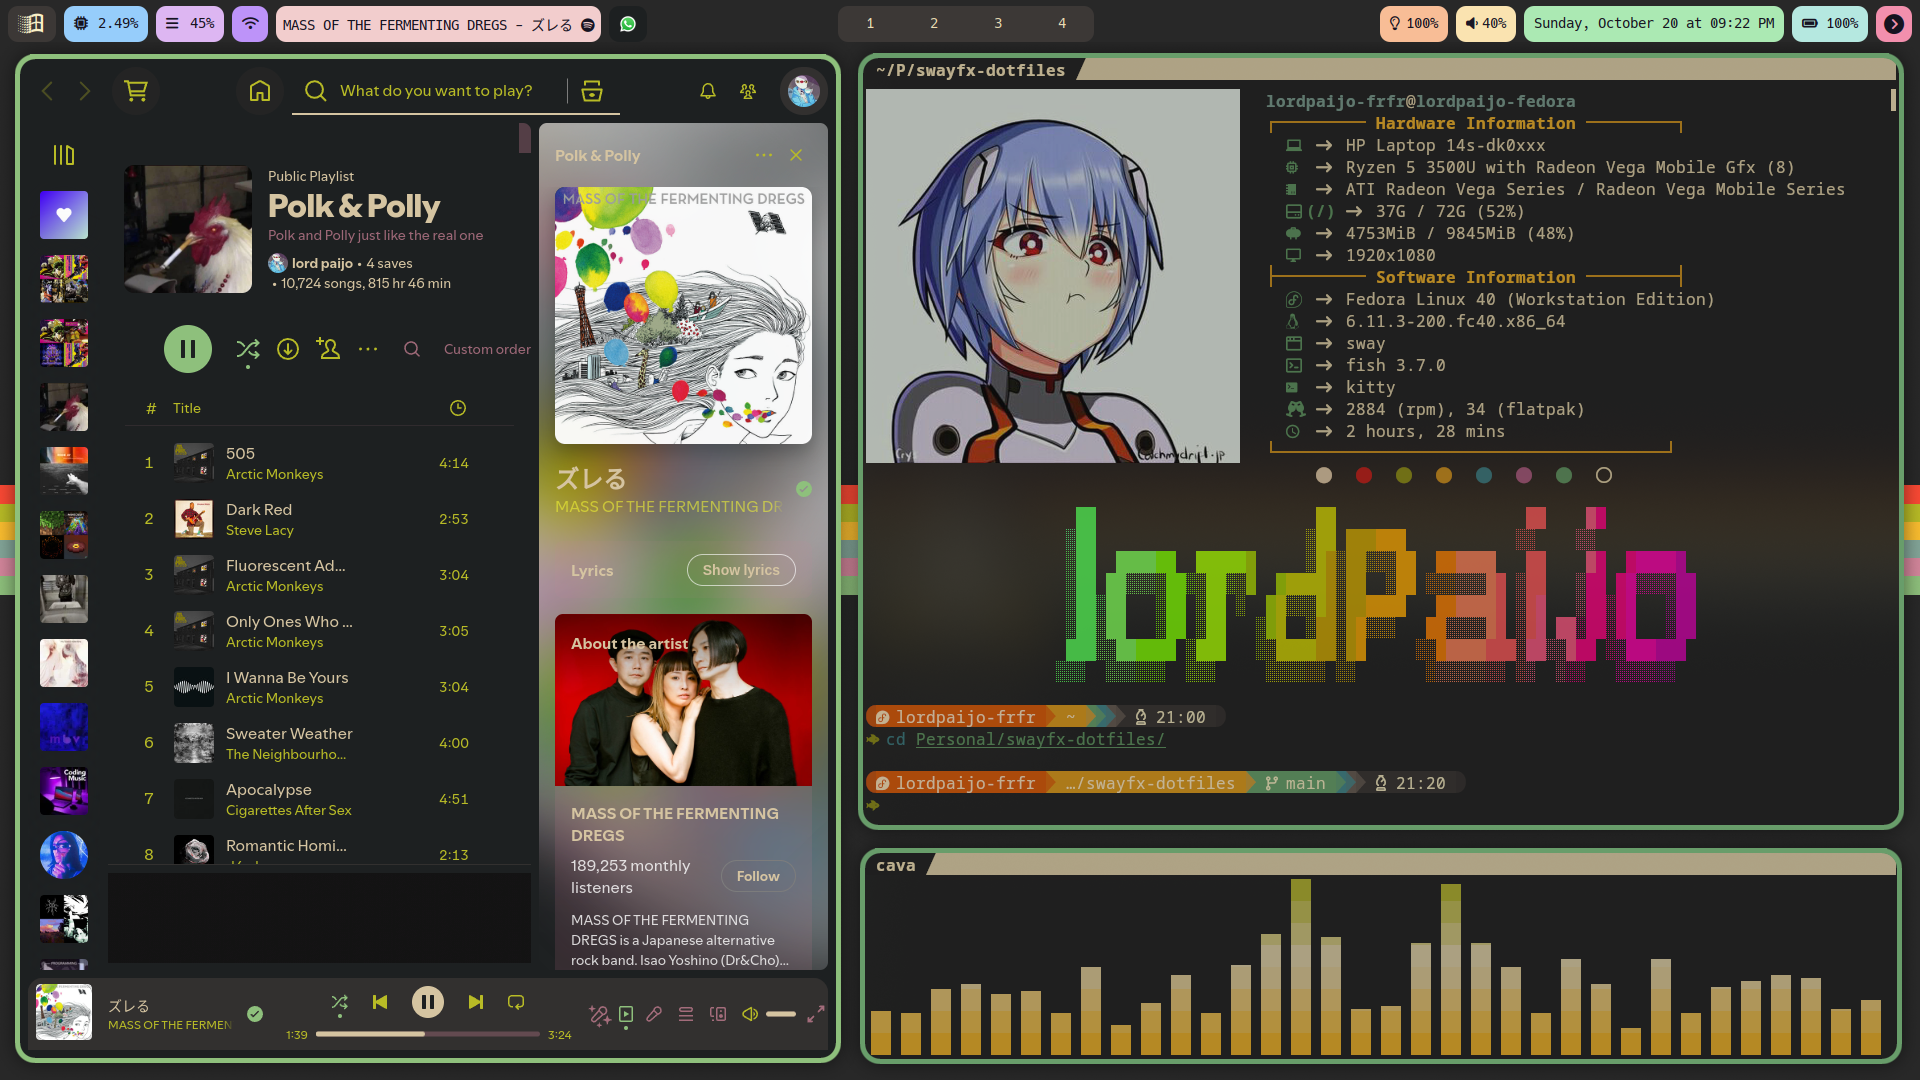 2.49%
45%
MASS OF THE FERMENTING DREGS - ズレる
1 2 3 4
100%
40%
Sunday, October 20 at 09:22 PM
100%
What do you want to play?
Public Playlist
Polk & Polly
Polk and Polly just like the real one
lord paijo • 4 saves
• 10,724 songs, 815 hr 46 min
Custom order
# Title
1 505 4:14
Arctic Monkeys
2 Dark Red 2:53
Steve Lacy
3 Fluorescent Ad... 3:04
Arctic Monkeys
4 Only Ones Who ... 3:05
Arctic Monkeys
5 I Wanna Be Yours 3:04
Arctic Monkeys
6 Sweater Weather 4:00
The Neighbourho...
7 Apocalypse 4:51
Cigarettes After Sex
8 Romantic Homi... 2:13
mbv
Coding
Music
Polk & Polly
MASS OF THE FERMENTING DREGS
ズレる
MASS OF THE FERMENTING DR
Lyrics
Show lyrics
About the artist
MASS OF THE FERMENTING
DREGS
189,253 monthly
listeners
Follow
MASS OF THE FERMENTING
DREGS is a Japanese alternative
rock band. Isao Yoshino (Dr&Cho)...
ズレる
MASS OF THE FERMEN
1:39
3:24
~/P/swayfx-dotfiles
lordpaijo-frfr@lordpaijo-fedora
Hardware Information
HP Laptop 14s-dk0xxx
Ryzen 5 3500U with Radeon Vega Mobile Gfx (8)
ATI Radeon Vega Series / Radeon Vega Mobile Series
(/) → 37G / 72G (52%)
4753MiB / 9845MiB (48%)
1920x1080
Software Information
Fedora Linux 40 (Workstation Edition)
6.11.3-200.fc40.x86_64
sway
fish 3.7.0
kitty
2884 (rpm), 34 (flatpak)
2 hours, 28 mins
lordPaijo
lordpaijo-frfr ~ 21:00
cd Personal/swayfx-dotfiles/
lordpaijo-frfr …/swayfx-dotfiles main 21:20
cava